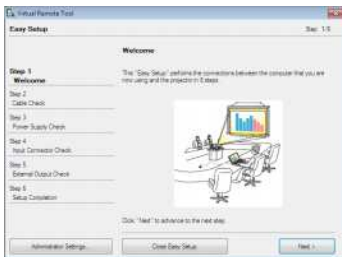 Virtual Remote Tool
Easy Setup
Step: 1/6
Welcome
Step 1
Welcome
This "Easy Setup" performs the connections between the computer that you are
now using and the projector in 6 steps.
Step 2
Cable Check
Step 3
Power Supply Check
Step 4
Input Connector Check
Step 5
External Output Check
Step 6
Setup Completion
Click "Next" to advance to the next step.
Administrator Settings...
Close Easy Setup
Next >